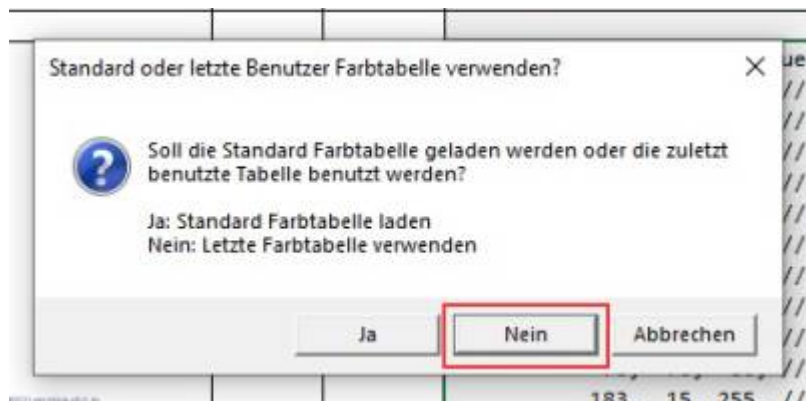 Standard oder letzte Benutzer Farbtabelle verwenden?
ue
//
//
//
//
Soll die Standard Farbtabelle geladen werden oder die zuletzt
benutzte Tabelle benutzt werden?
Ja: Standard Farbtabelle laden
Nein: Letzte Farbtabelle verwenden
//
//
//
//
//
Ja
Nein
Abbrechen
//
183, 15, 255, //